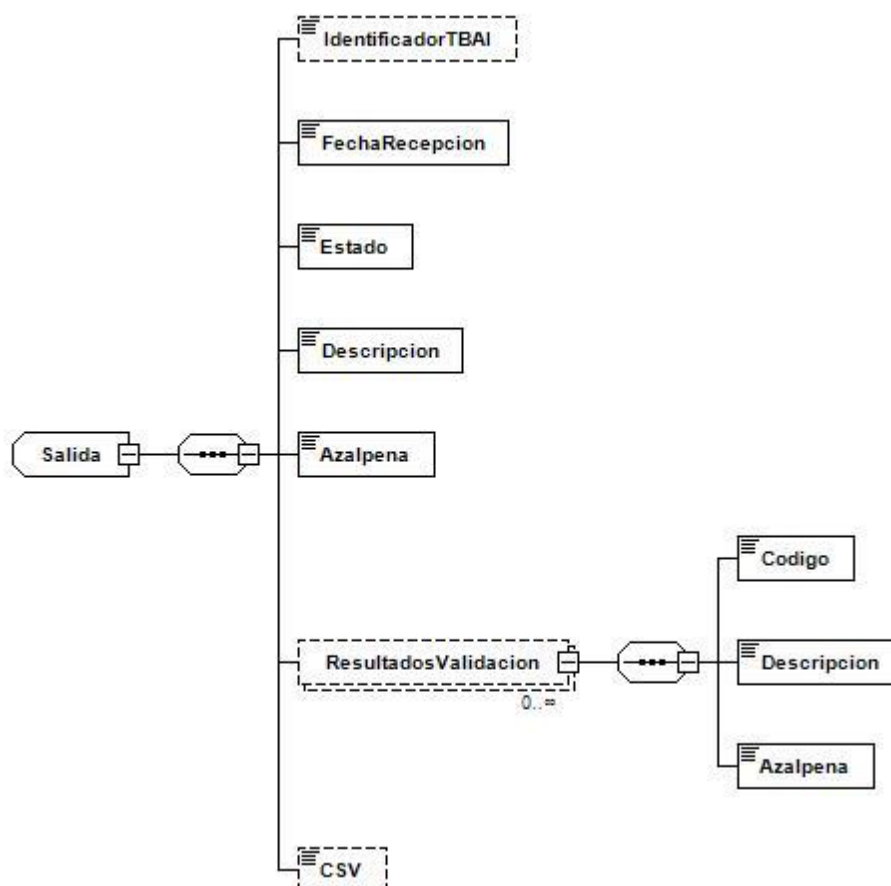 IdentificadorTBAI
FechaRecepcion
Estado
Descripcion
Salida
Azalpena
Codigo
ResultadosValidacion
0..∞
Descripcion
Azalpena
CSV